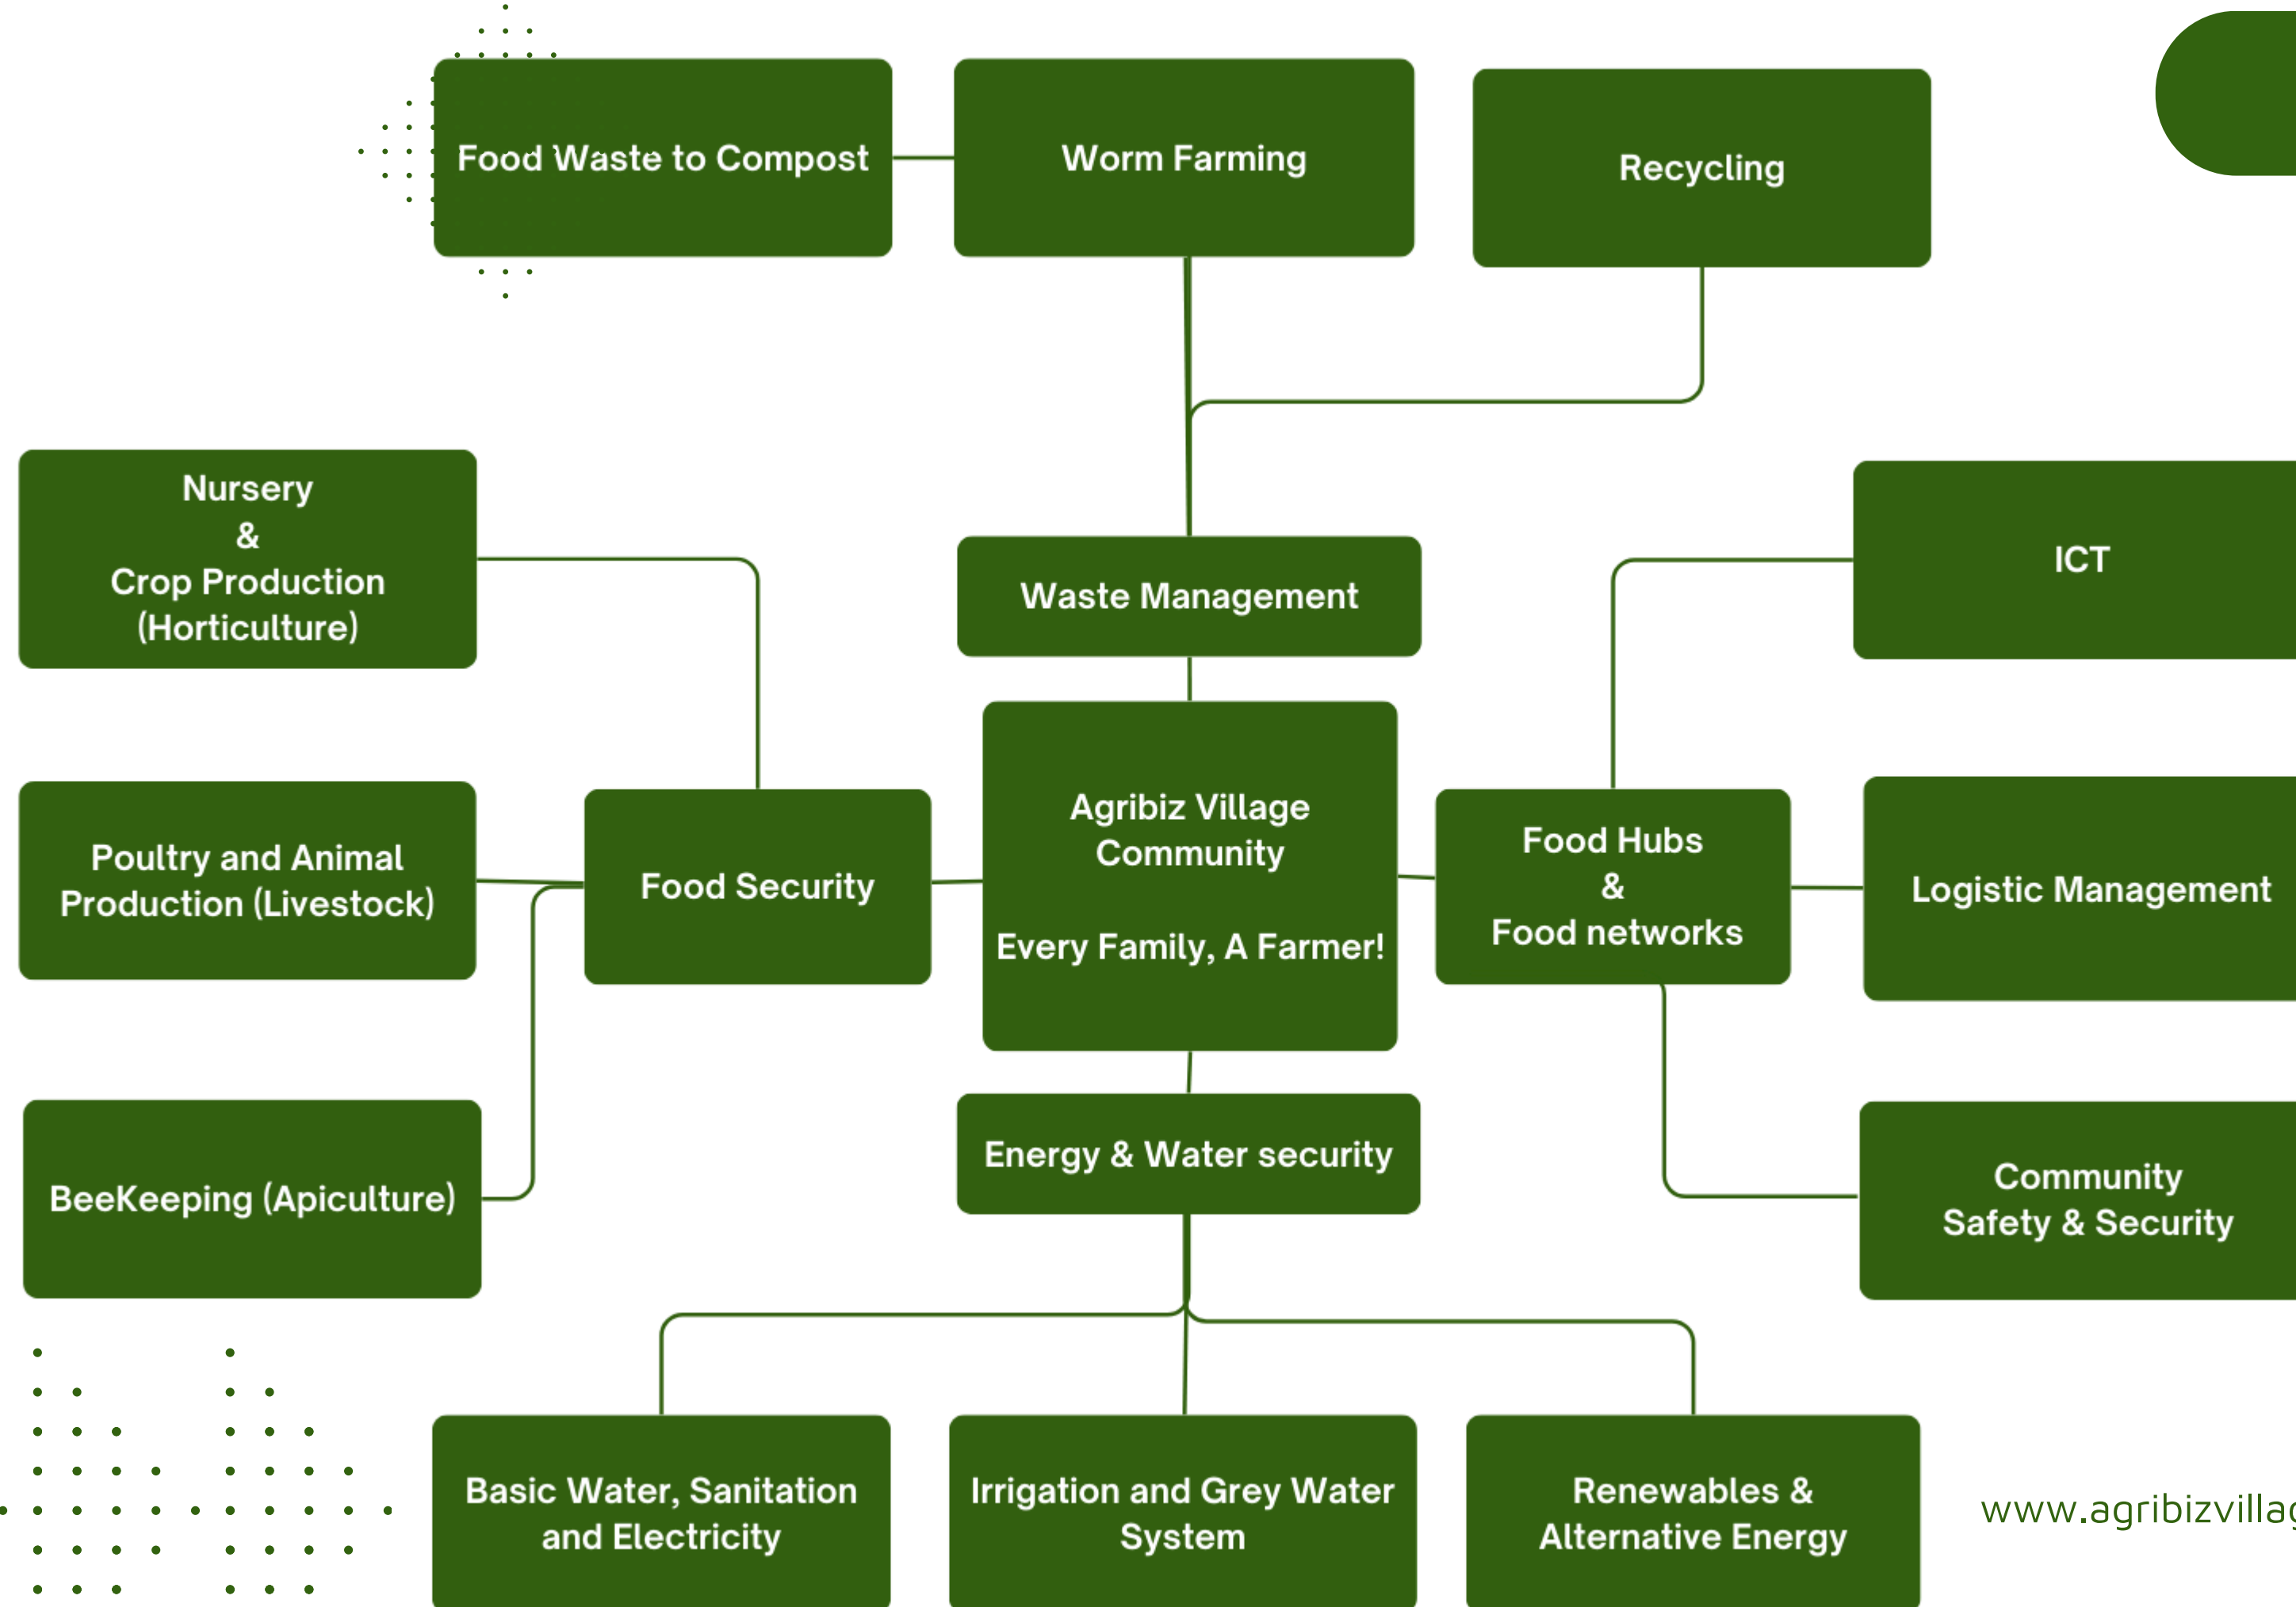 Food Waste to Compost
Worm Farming
Recycling
Nursery
&
Crop Production
(Horticulture)
ICT
Waste Management
Poultry and Animal
Production (Livestock)
Food Security
Agribiz Village
Community
Every Family, A Farmer!
Food Hubs
&
Food networks
Logistic Management
BeeKeeping (Apiculture)
Energy & Water security
Community
Safety & Security
Basic Water, Sanitation
and Electricity
Irrigation and Grey Water
System
Renewables &
Alternative Energy
www.agribizvillag